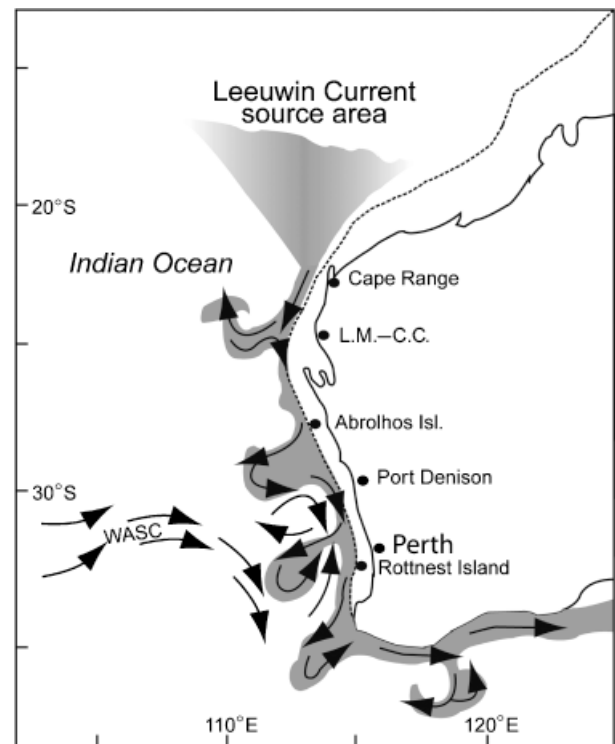 Leeuwin Current
source area
20°S
Indian Ocean
Cape Range
L.M.–C.C.
Abrolhos Isl.
Port Denison
30°S
WASC
Perth
Rottnest Island
110°E
120°E